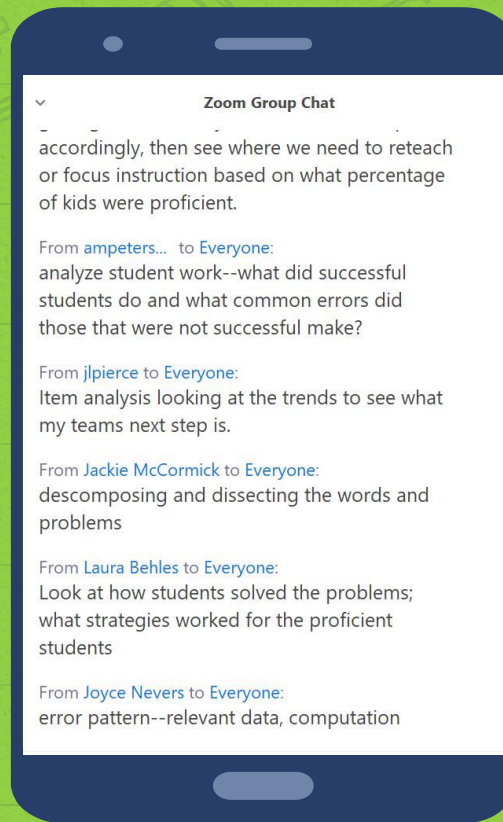 Zoom Group Chat
accordingly, then see where we need to reteach
or focus instruction based on what percentage
of kids were proficient.
From ampeters... to Everyone:
analyze student work--what did successful
students do and what common errors did
those that were not successful make?
From jlpierce to Everyone:
Item analysis looking at the trends to see what
my teams next step is.
From Jackie McCormick to Everyone:
descomposing and dissecting the words and
problems
From Laura Behles to Everyone:
Look at how students solved the problems;
what strategies worked for the proficient
students
From Joyce Nevers to Everyone:
error pattern--relevant data, computation